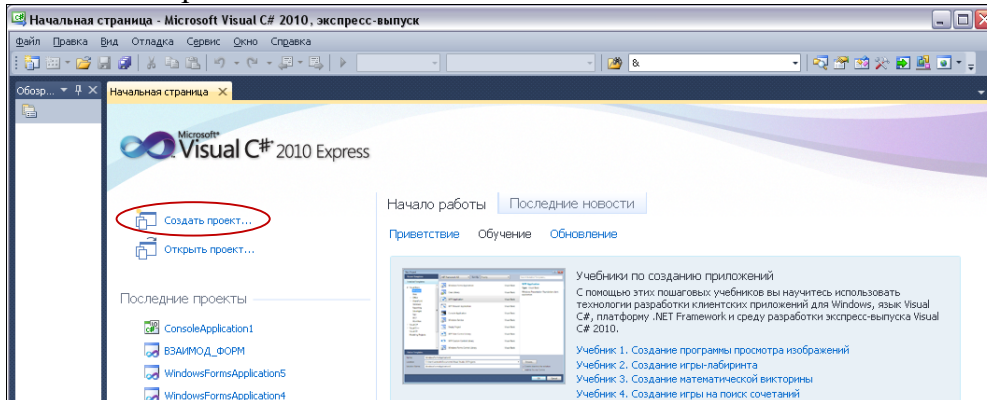 Начальная страница - Microsoft Visual C# 2010, экспресс-выпуск
Файл Правка Вид Отладка Сервис Окно Справка
&
Обозр...
Начальная страница
Microsoft
Visual C# 2010 Express
Создать проект...
Открыть проект...
Последние проекты
ConsoleApplication1
ВЗАИМОД_ФОРМ
WindowsFormsApplication5
WindowsFormsApplication4
Начало работы Последние новости
Приветствие Обучение Обновление
Учебники по созданию приложений
С помощью этих пошаговых учебников вы научитесь использовать
технологии разработки клиентских приложений для Windows, язык Visual
C#, платформу .NET Framework и среду разработки экспресс-выпуска Visual
C# 2010.
Учебник 1. Создание программы просмотра изображений
Учебник 2. Создание игры-лабиринта
Учебник 3. Создание математической викторины
Учебник 4. Создание игры на поиск сочетаний